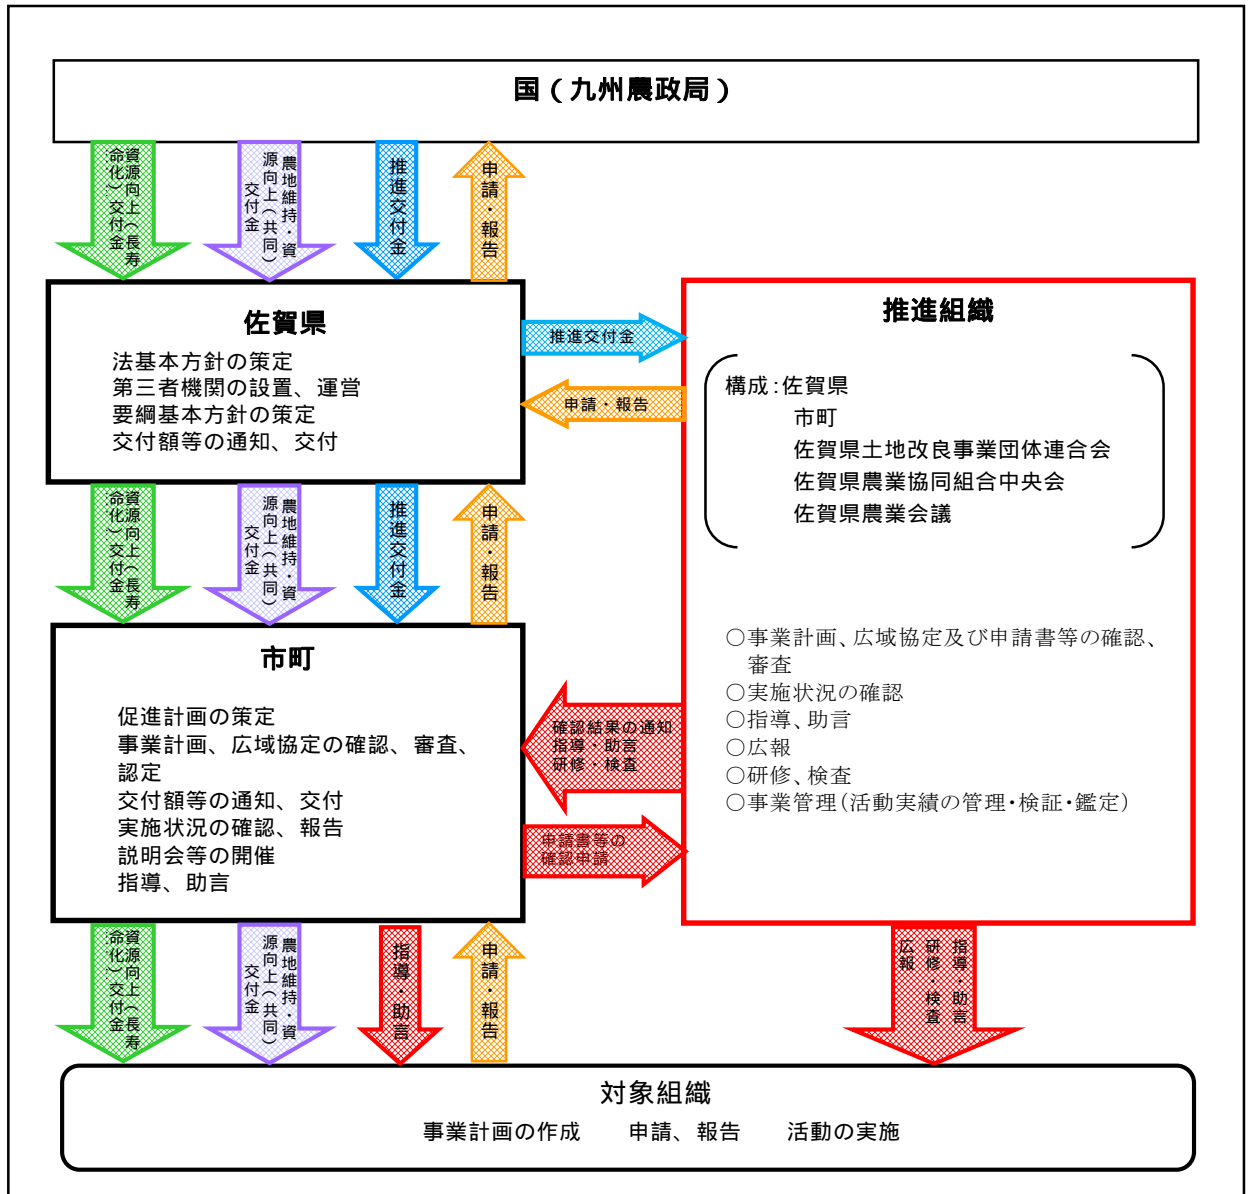 国（九州農政局）
資源向上（長寿
命化）交付金
農地維持・資
源向上（共同）
交付金
推進交付金
申請・報告
佐賀県
法基本方針の策定
第三者機関の設置、運営
要綱基本方針の策定
交付額等の通知、交付
推進交付金
申請・報告
推進組織
構成：佐賀県
市町
佐賀県土地改良事業団体連合会
佐賀県農業協同組合中央会
佐賀県農業会議
○事業計画、広域協定及び申請書等の確認、
審査
○実施状況の確認
○指導、助言
○広報
○研修、検査
○事業管理（活動実績の管理・検証・鑑定）
資源向上（長寿
命化）交付金
農地維持・資
源向上（共同）
交付金
推進交付金
申請・報告
市町
促進計画の策定
事業計画、広域協定の確認、審査、
認定
交付額等の通知、交付
実施状況の確認、報告
説明会等の開催
指導、助言
確認結果の通知
指導・助言
研修・検査
申請書等の
確認申請
資源向上（長寿
命化）交付金
農地維持・資
源向上（共同）
交付金
指導・助言
申請・報告
指導・助言
研修・検査
広報
対象組織
事業計画の作成　申請、報告　活動の実施